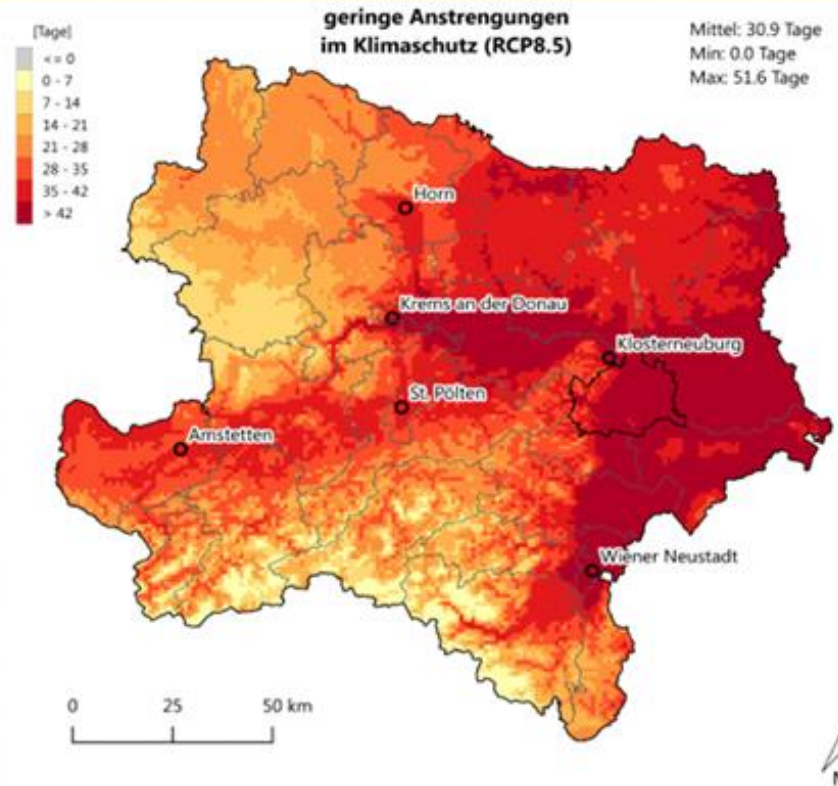 geringe Anstrengungen
im Klimaschutz (RCP8.5)
Mittel: 30.9 Tage
Min: 0.0 Tage
Max: 51.6 Tage
[Tage]
<= 0
0 - 7
7 - 14
14 - 21
21 - 28
28 - 35
35 - 42
> 42
Horn
Krems an der Donau
Klosterneuburg
St. Pölten
Amstetten
Wiener Neustadt
0 25 50 km
N